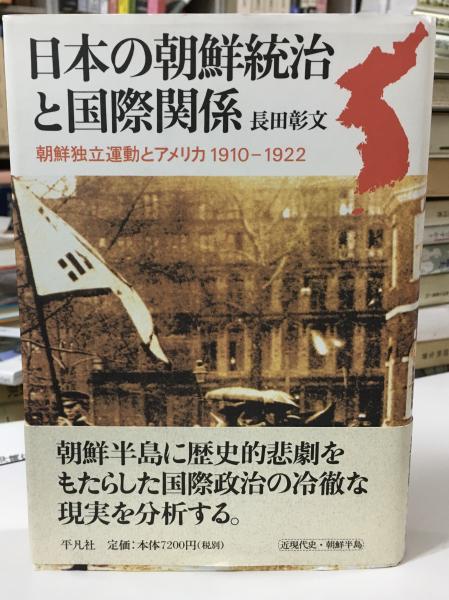 日本の朝鮮統治
と国際関係 長田彰文
朝鮮独立運動とアメリカ 1910-1922
朝鮮半島に歴史的悲劇を
もたらした国際政治の冷徹な
現実を分析する。
平凡社 定価:本体7200円(税別)
近現代史・朝鮮半島